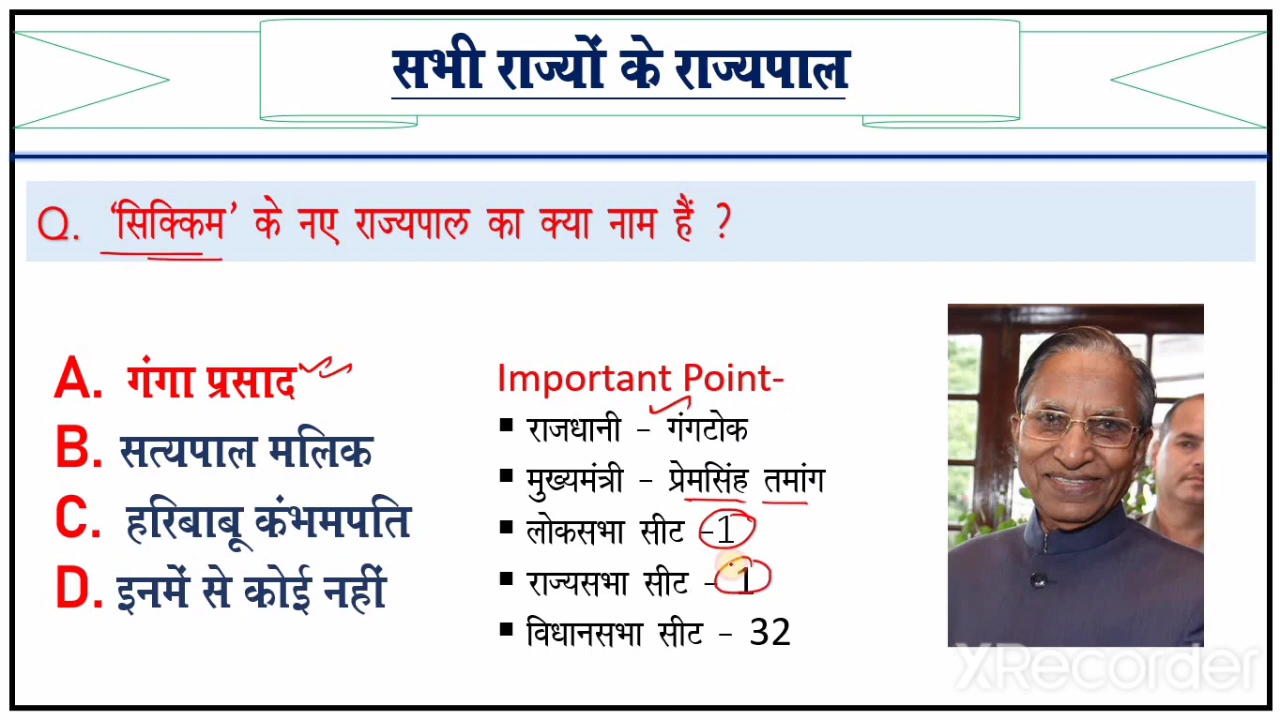 सभी राज्यों के राज्यपाल
Q. ‘सिक्किम’ के नए राज्यपाल का क्या नाम हैं ?
A. गंगा प्रसाद
B. सत्यपाल मलिक
C. हरिबाबू कंभमपति
D. इनमें से कोई नहीं
Important Point-
▪ राजधानी - गंगटोक
▪ मुख्यमंत्री - प्रेमसिंह तमांग
▪ लोकसभा सीट -1
▪ राज्यसभा सीट - 1
▪ विधानसभा सीट - 32
XRecorder